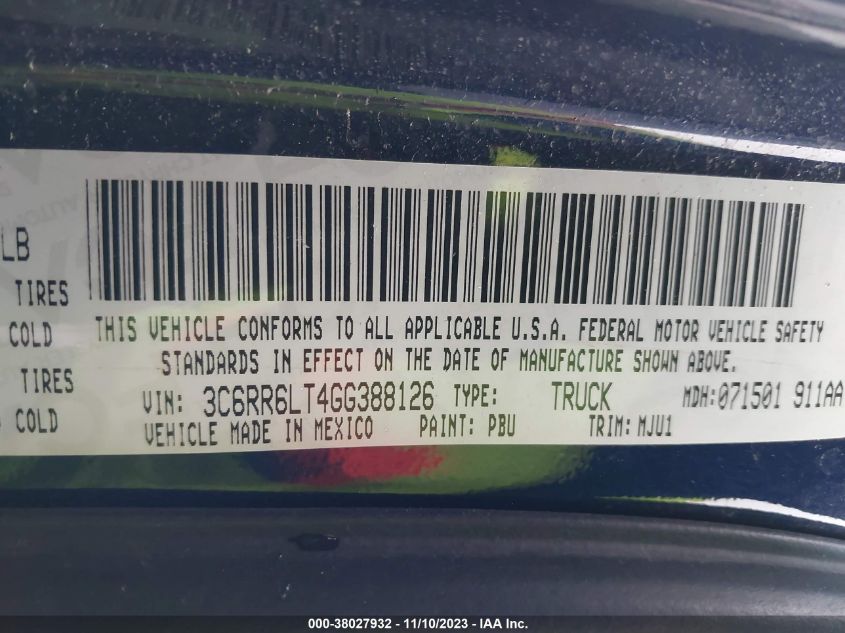 LB
TIRES
COLD
TIRES
COLD
THIS VEHICLE CONFORMS TO ALL APPLICABLE U.S.A. FEDERAL MOTOR VEHICLE SAFETY
STANDARDS IN EFFECT ON THE DATE OF MANUFACTURE SHOWN ABOVE.
VIN: 3C6RR6LT4GG388126 TYPE: TRUCK MDH:071501 911AA
VEHICLE MADE IN MEXICO PAINT: PBU TRIM: MJU1
000-38027932 - 11/10/2023 - IAA Inc.